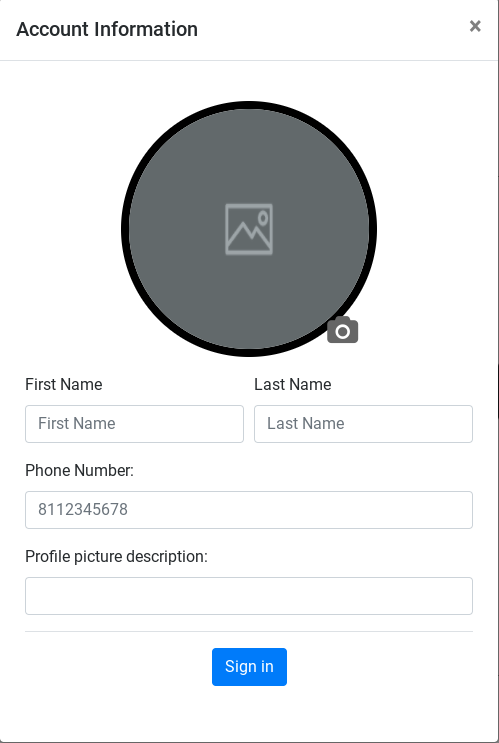 Account Information
×
First Name Last Name
First Name Last Name
Phone Number:
8112345678
Profile picture description:
Sign in